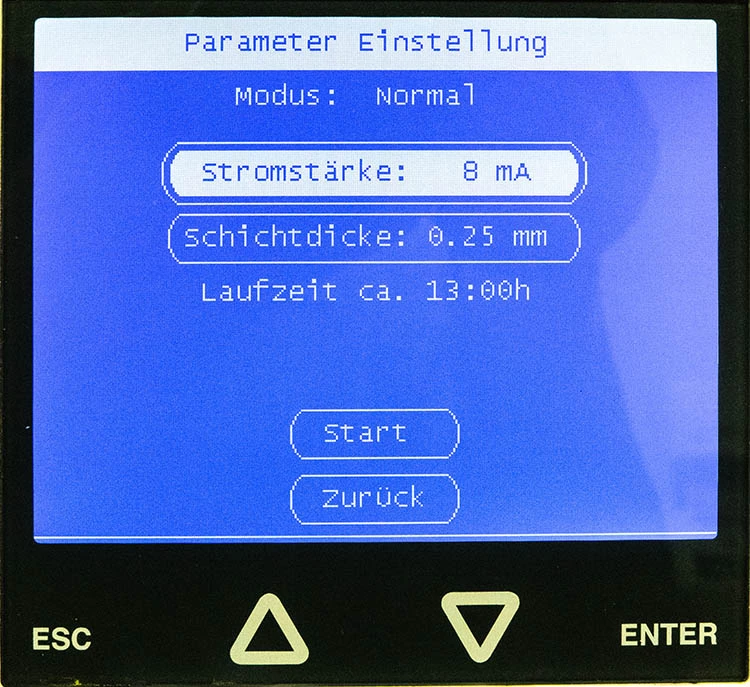 Parameter Einstellung
Modus: Normal
Stromstärke: 8 mA
Schichtdicke: 0.25 mm
Laufzeit ca. 13:00h
Start
Zurück
ESC ENTER